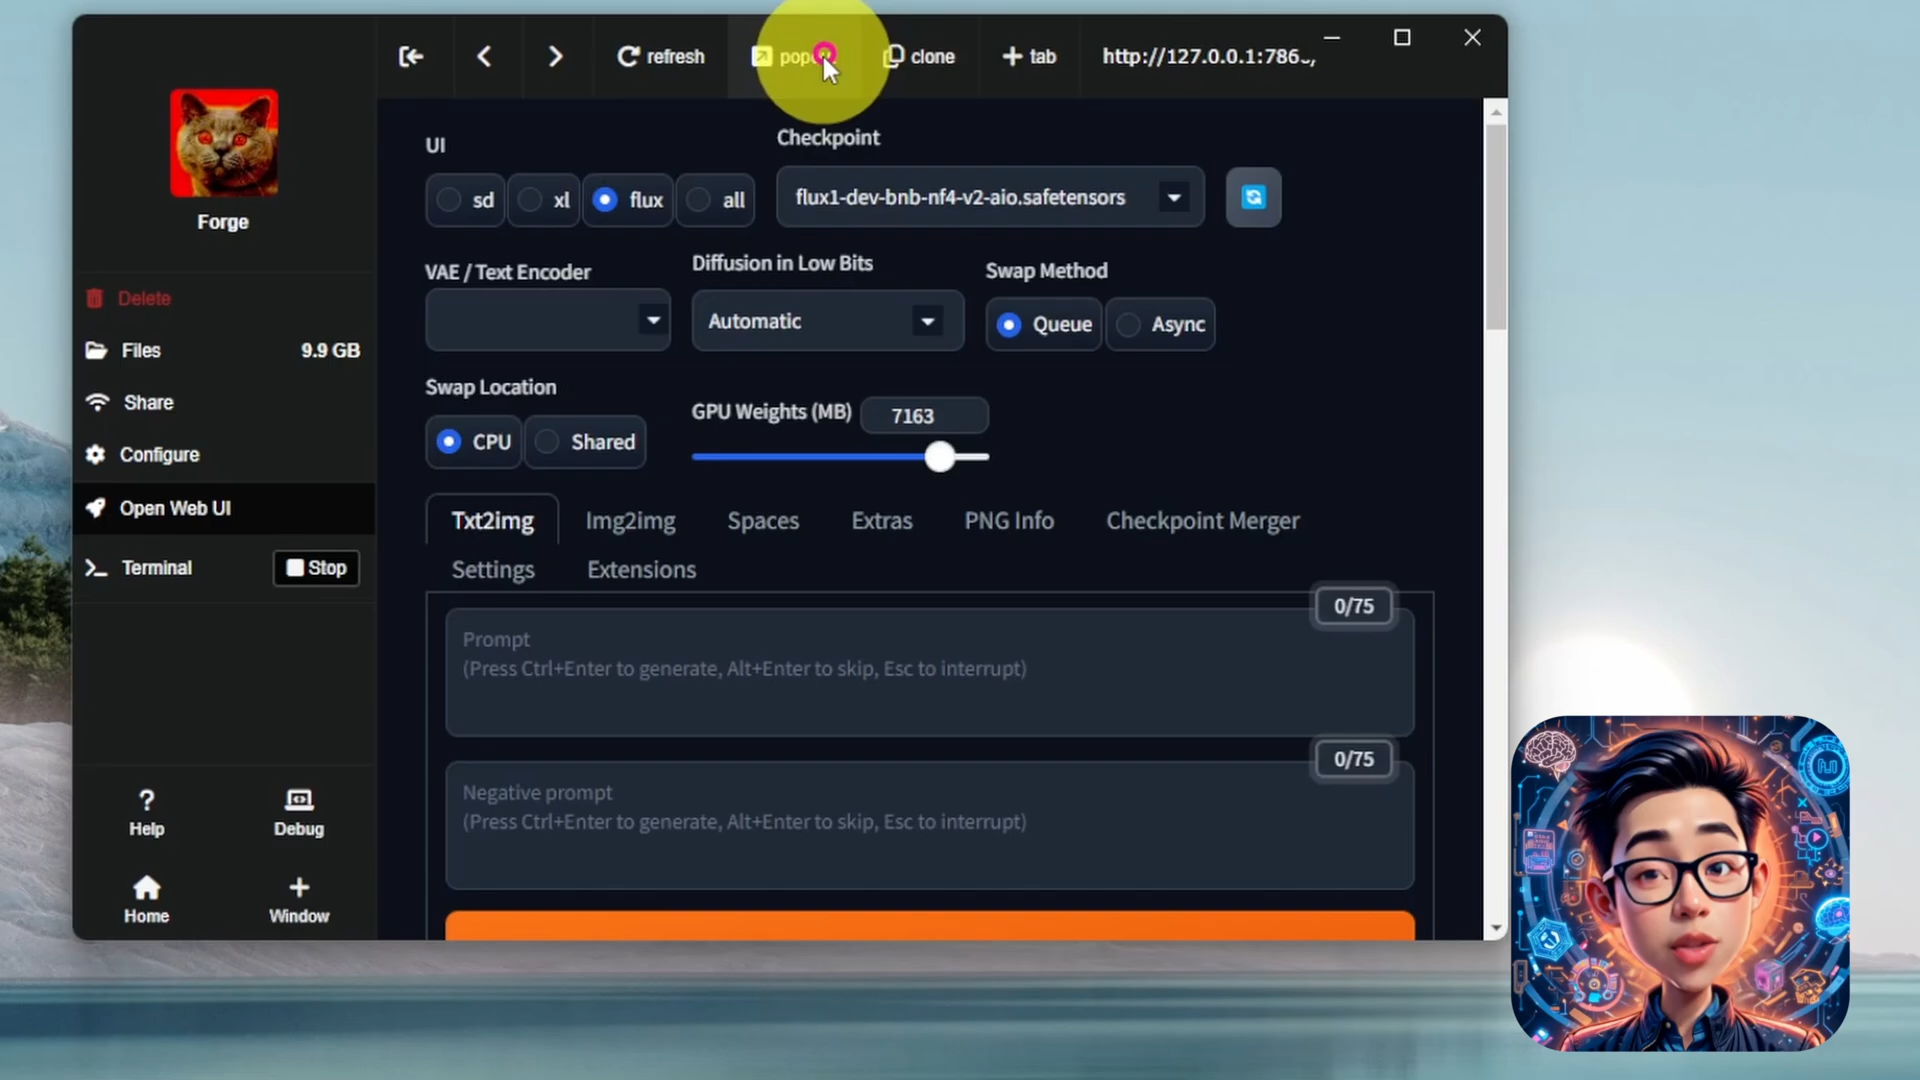 refresh
clone
tab
http://127.0.0.1:786
Forge
Delete
Files 9.9 GB
Share
Configure
Open Web UI
Terminal Stop
Help Debug
Home Window
UI
Checkpoint
sd xl flux all
flux1-dev-bnb-nf4-v2-aio.safetensors
VAE / Text Encoder
Diffusion in Low Bits
Swap Method
Automatic
Queue Async
Swap Location
GPU Weights (MB) 7163
CPU Shared
Txt2img Img2img Spaces Extras PNG Info Checkpoint Merger
Settings Extensions
0/75
Prompt
(Press Ctrl+Enter to generate, Alt+Enter to skip, Esc to interrupt)
0/75
Negative prompt
(Press Ctrl+Enter to generate, Alt+Enter to skip, Esc to interrupt)